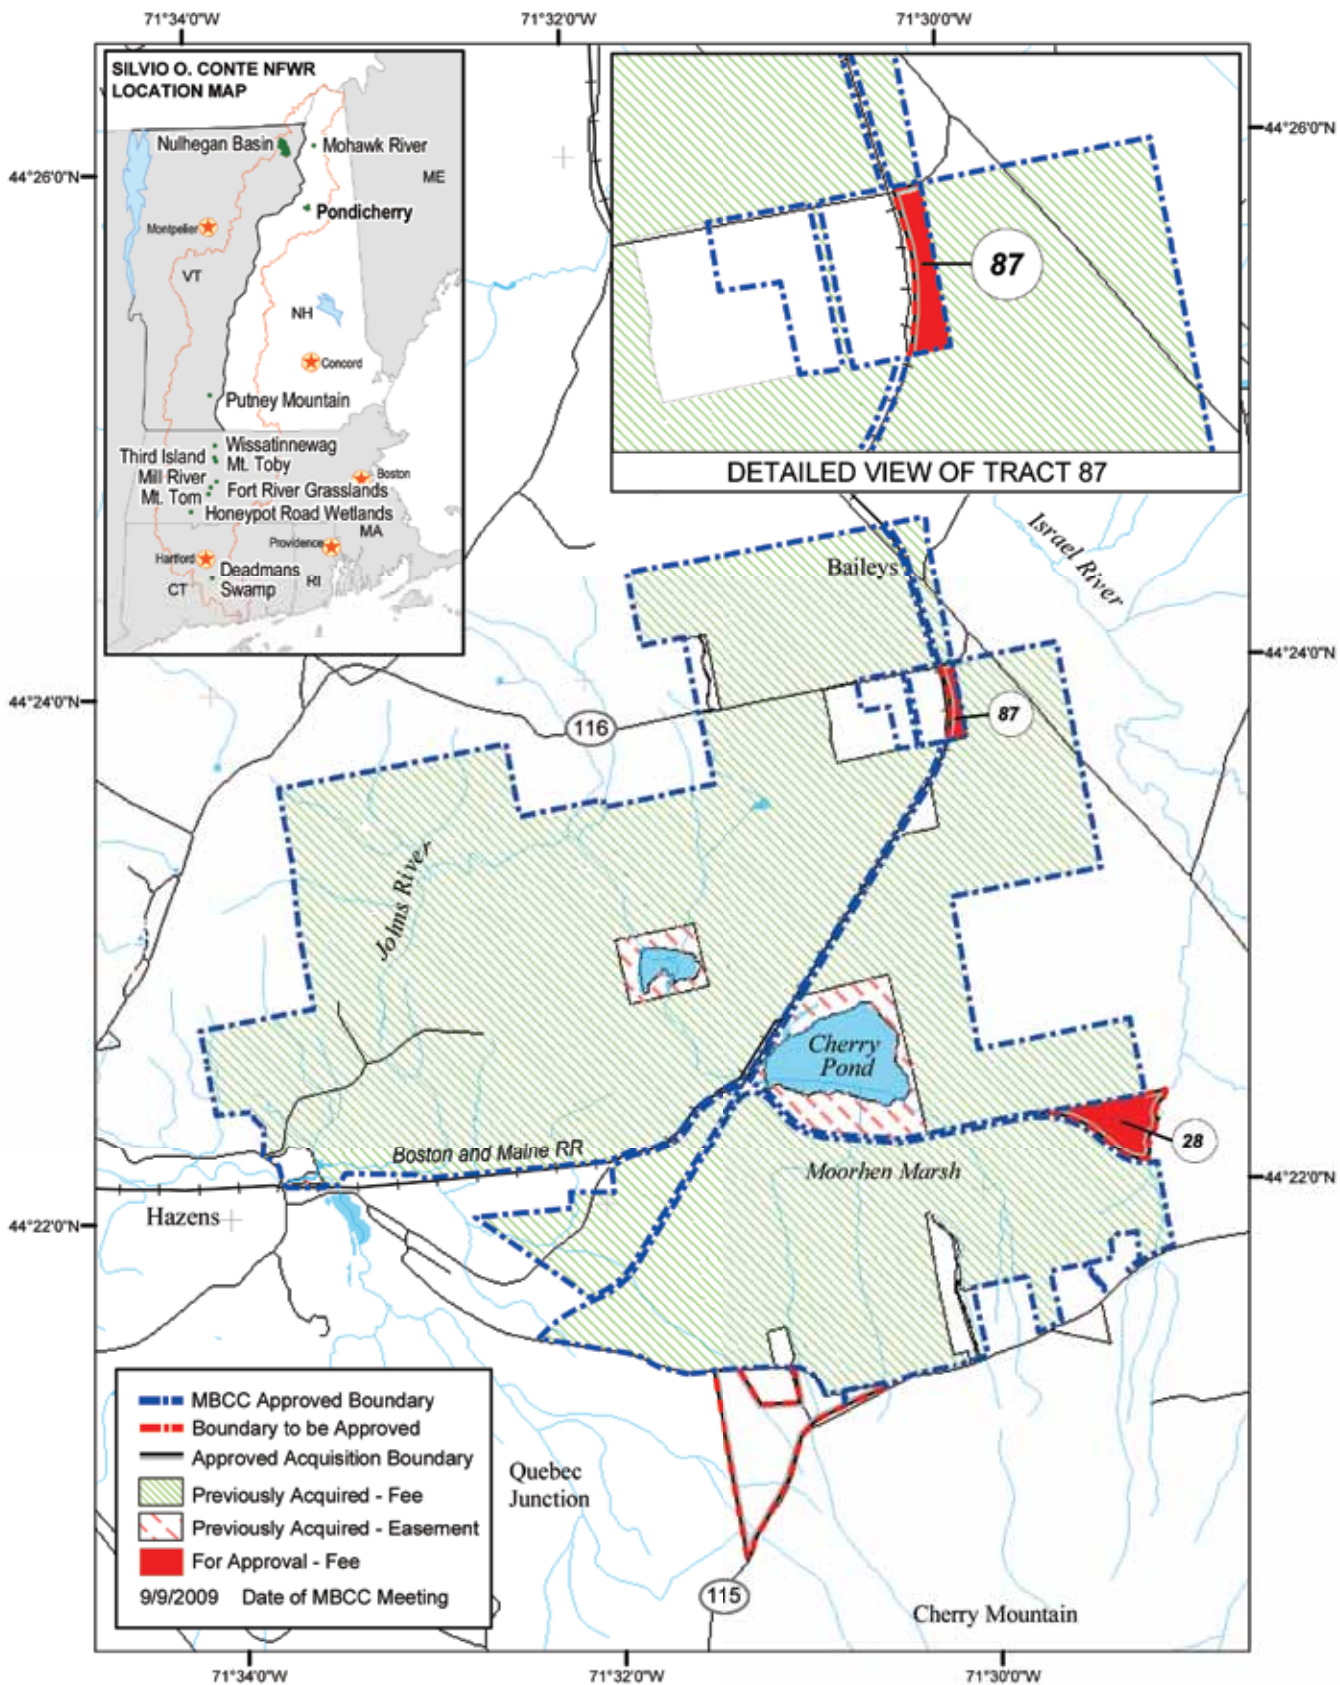 71°34'0"W
71°32'0"W
71°30'0"W
SILVIO O. CONTE NFWR
LOCATION MAP
Nulhegan Basin
Mohawk River
ME
Pondicherry
Montpelier
VT
NH
Concord
Putney Mountain
Wissatinnewag
Third Island
Mt. Toby
Mill River
Boston
Mt. Tom
Fort River Grasslands
Honeypot Road Wetlands
MA
Providence
Hartford
Deadmans
Swamp
RI
CT
87
DETAILED VIEW OF TRACT 87
44°26'0"N
44°26'0"N
Israel River
Baileys
44°24'0"N
44°24'0"N
116
87
Johns River
Cherry
Pond
28
Boston and Maine RR
Moorhen Marsh
44°22'0"N
Hazens
44°22'0"N
MBCC Approved Boundary
Boundary to be Approved
Approved Acquisition Boundary
Previously Acquired - Fee
Previously Acquired - Easement
For Approval - Fee
9/9/2009 Date of MBCC Meeting
Quebec
Junction
115
Cherry Mountain
71°34'0"W
71°32'0"W
71°30'0"W